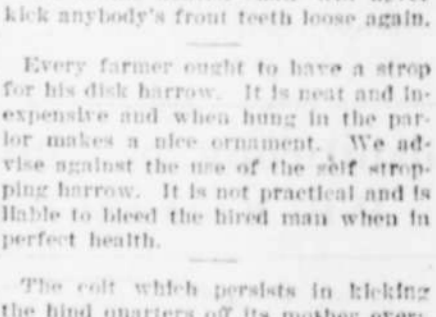 kick anybody's front teeth loose again.
Every farmer ought to have a strop
for his disk harrow. It is neat and in-
expensive and when hung in the par-
lor makes a nice ornament. We ad-
vise against the use of the self strop-
ping harrow. It is not practical and is
liable to bleed the hired man when in
perfect health.
The colt which persists in kicking
the hind quarters off its mother